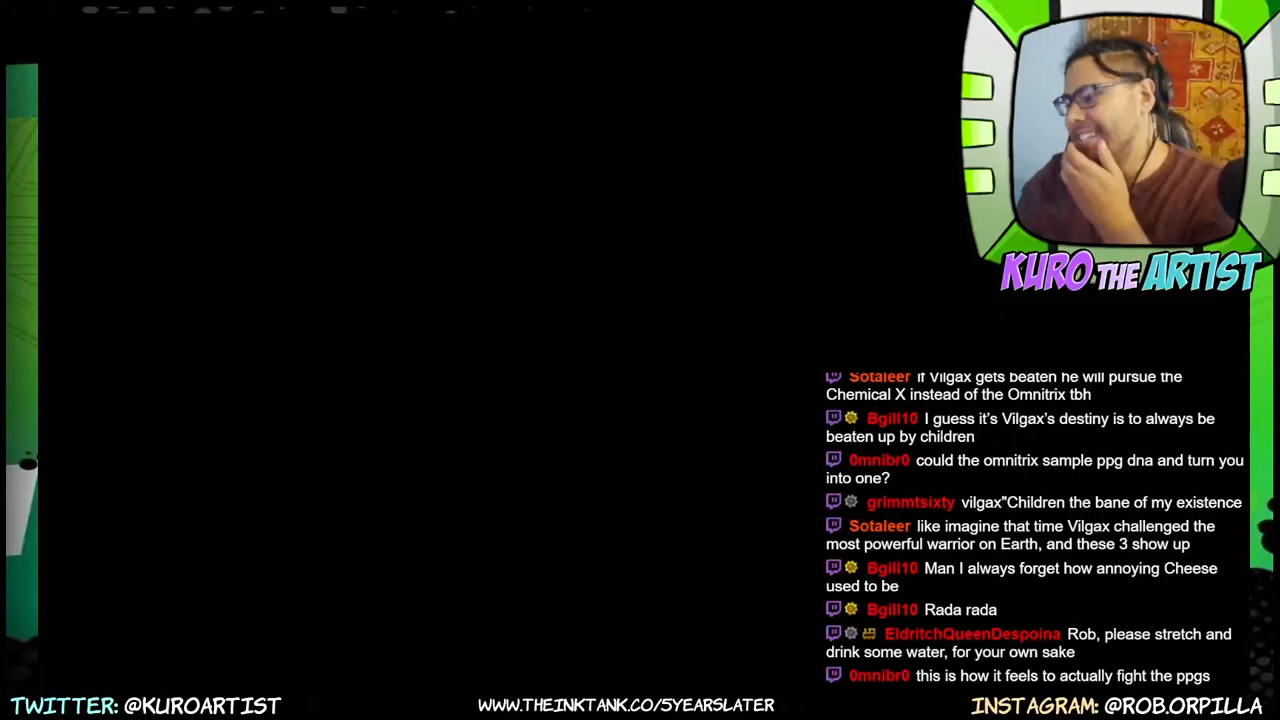 KURO THE ARTIST
Sotaleer if Vilgax gets beaten he will pursue the
Chemical X instead of the Omnitrix tbh
Bgill10 I guess it’s Vilgax’s destiny is to always be
beaten up by children
0mnibr0 could the omnitrix sample ppg dna and turn you
into one?
grimmtsixty vilgax"Children the bane of my existence
Sotaleer like imagine that time Vilgax challenged the
most powerful warrior on Earth, and these 3 show up
Bgill10 Man I always forget how annoying Cheese
used to be
Bgill10 Rada rada
EldritchQueenDespoina Rob, please stretch and
drink some water, for your own sake
0mnibr0 this is how it feels to actually fight the ppgs
TWITTER: @KUROARTIST
WWW.THEINKTANK.CO/5YEARSLATER
INSTAGRAM: @ROB.ORPILLA